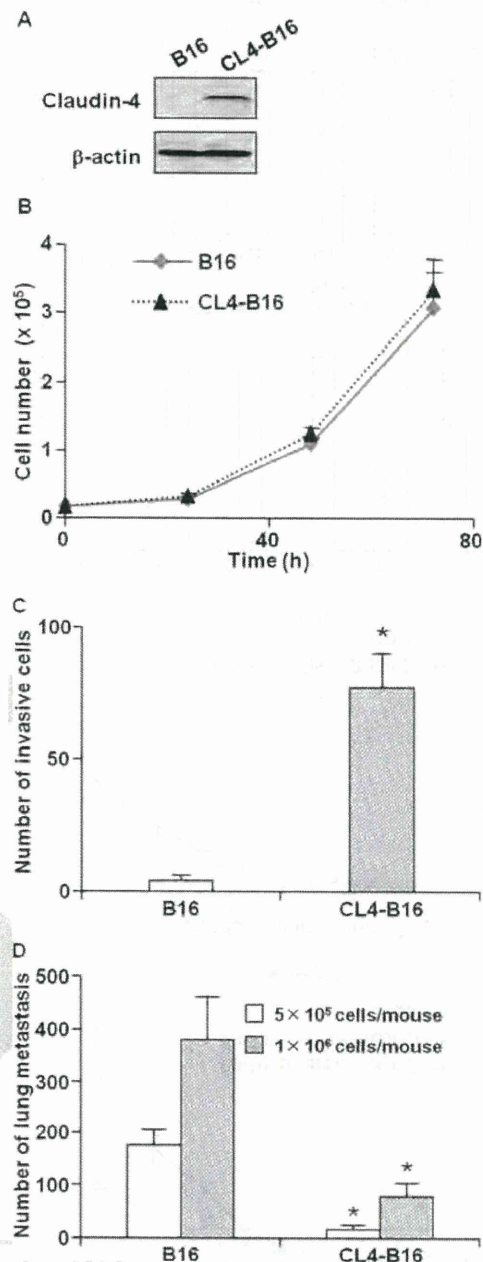 A
B16 CL4-B16
Claudin-4
β-actin
B
Cell number (x 10⁵)
4
3
2
1
0
B16
CL4-B16
0 40 80
Time (h)
C
Number of invasive cells
100
50
0
*
B16 CL4-B16
D
Number of lung metastasis
500
400
300
200
100
0
5× 10⁵ cells/mouse
1× 10⁶ cells/mouse
* *
B16 CL4-B16